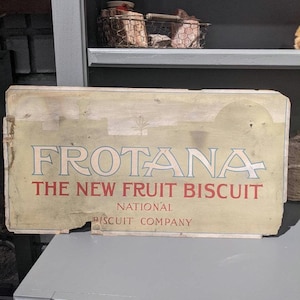 FROTANA
THE NEW FRUIT BISCUIT
NATIONAL
BISCUIT COMPANY